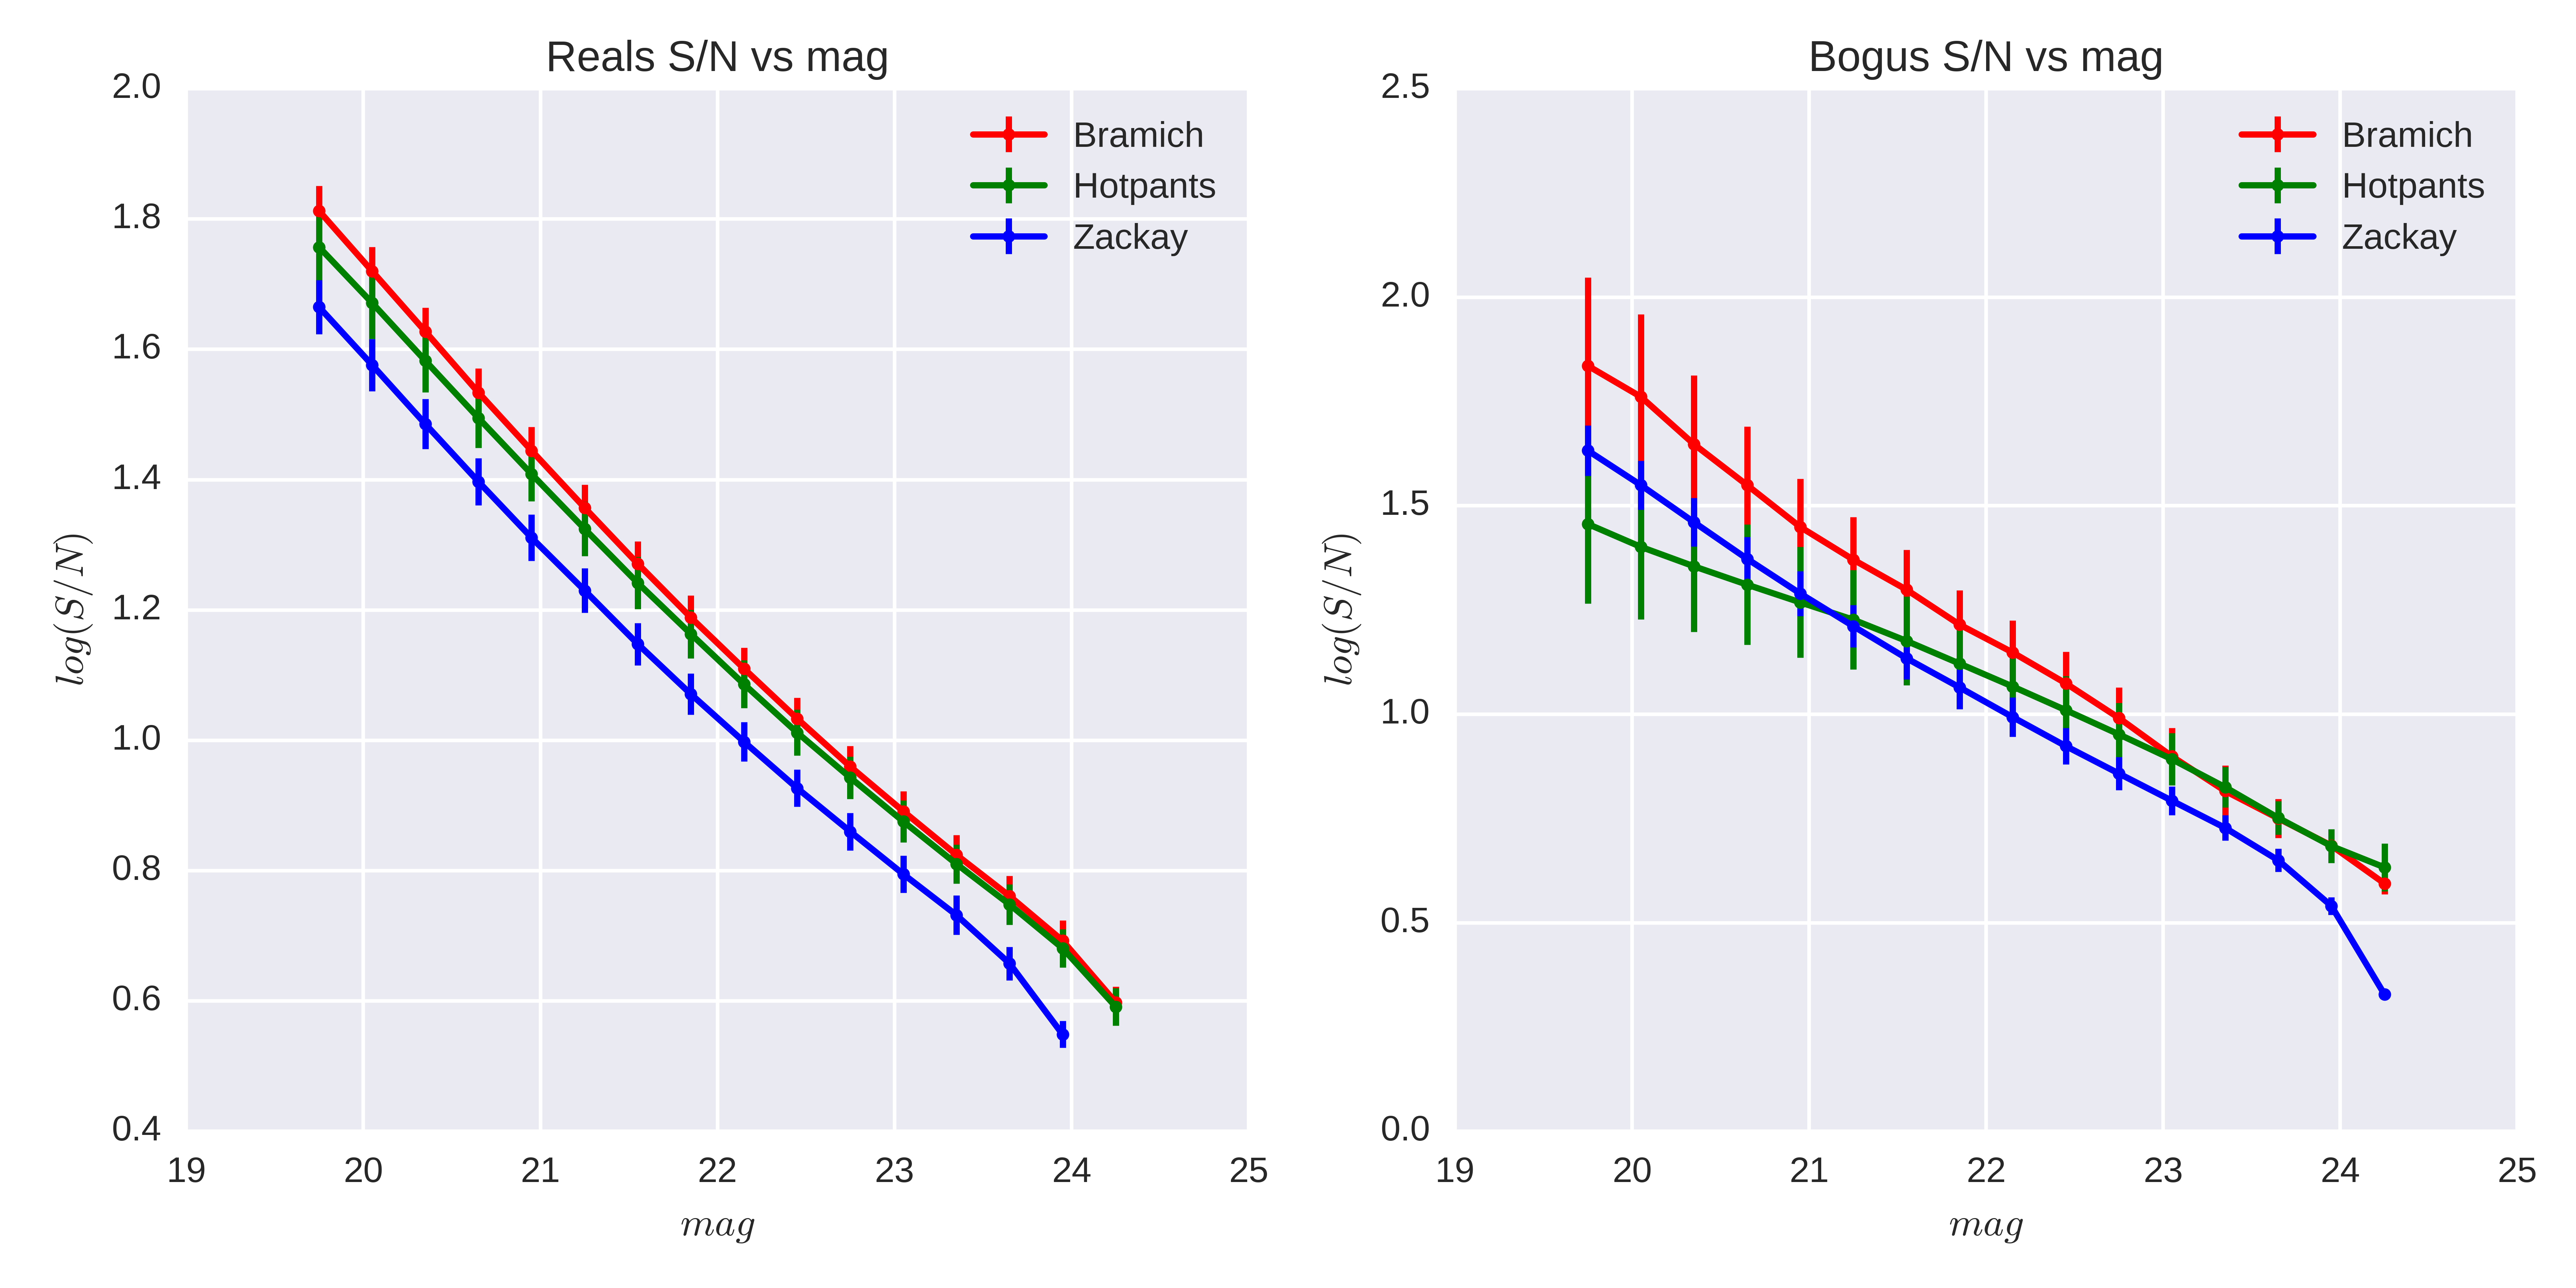 Reals S/N vs mag
2.0
1.8
1.6
1.4
1.2
1.0
0.8
0.6
0.4
log(S/N)
Bramich
Hotpants
Zackay
19 20 21 22 23 24 25
mag
Bogus S/N vs mag
2.5
2.0
1.5
1.0
0.5
0.0
log(S/N)
Bramich
Hotpants
Zackay
19 20 21 22 23 24 25
mag